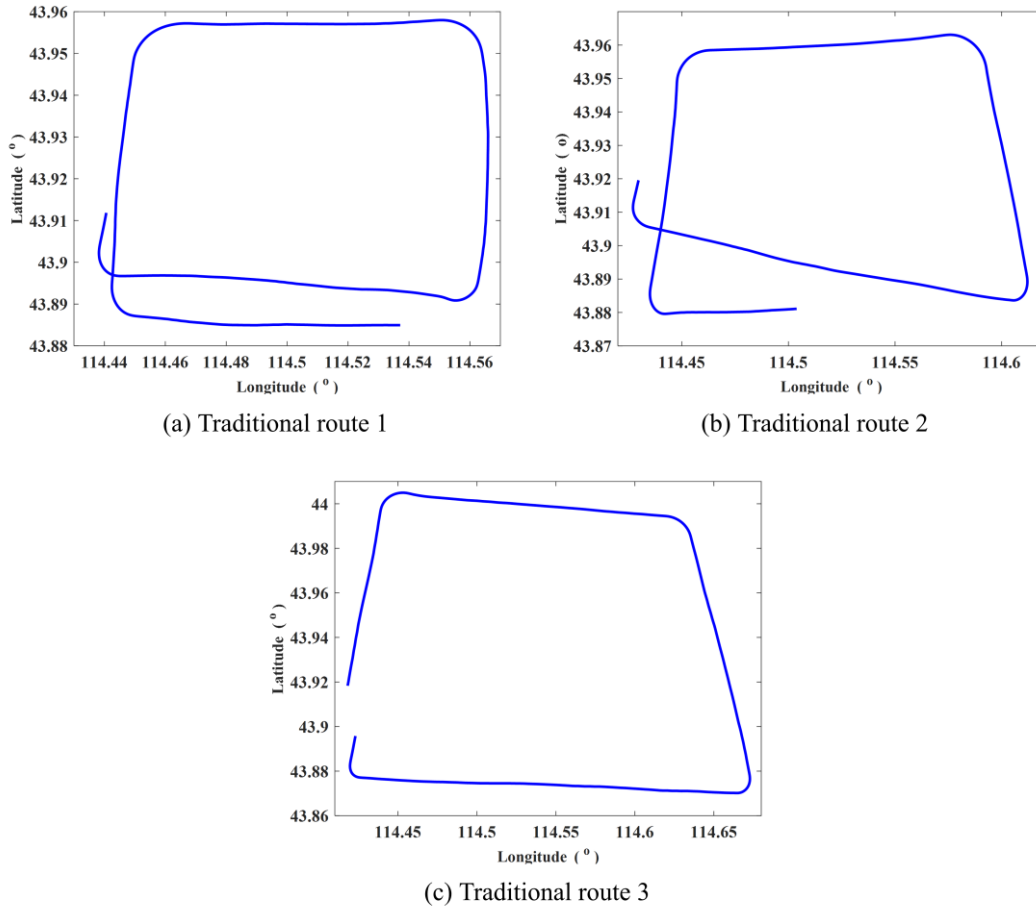 43.96
43.95
43.94
43.93
43.92
43.91
43.9
43.89
43.88
Latitude ( o )
114.44 114.46 114.48 114.5 114.52 114.54 114.56
Longitude ( o )
(a) Traditional route 1
43.96
43.95
43.94
43.93
43.92
43.91
43.9
43.89
43.88
43.87
Latitude ( o)
114.45 114.5 114.55 114.6
Longitude ( o )
(b) Traditional route 2
44
43.98
43.96
43.94
43.92
43.9
43.88
43.86
Latitude ( o )
114.45 114.5 114.55 114.6 114.65
Longitude ( o )
(c) Traditional route 3